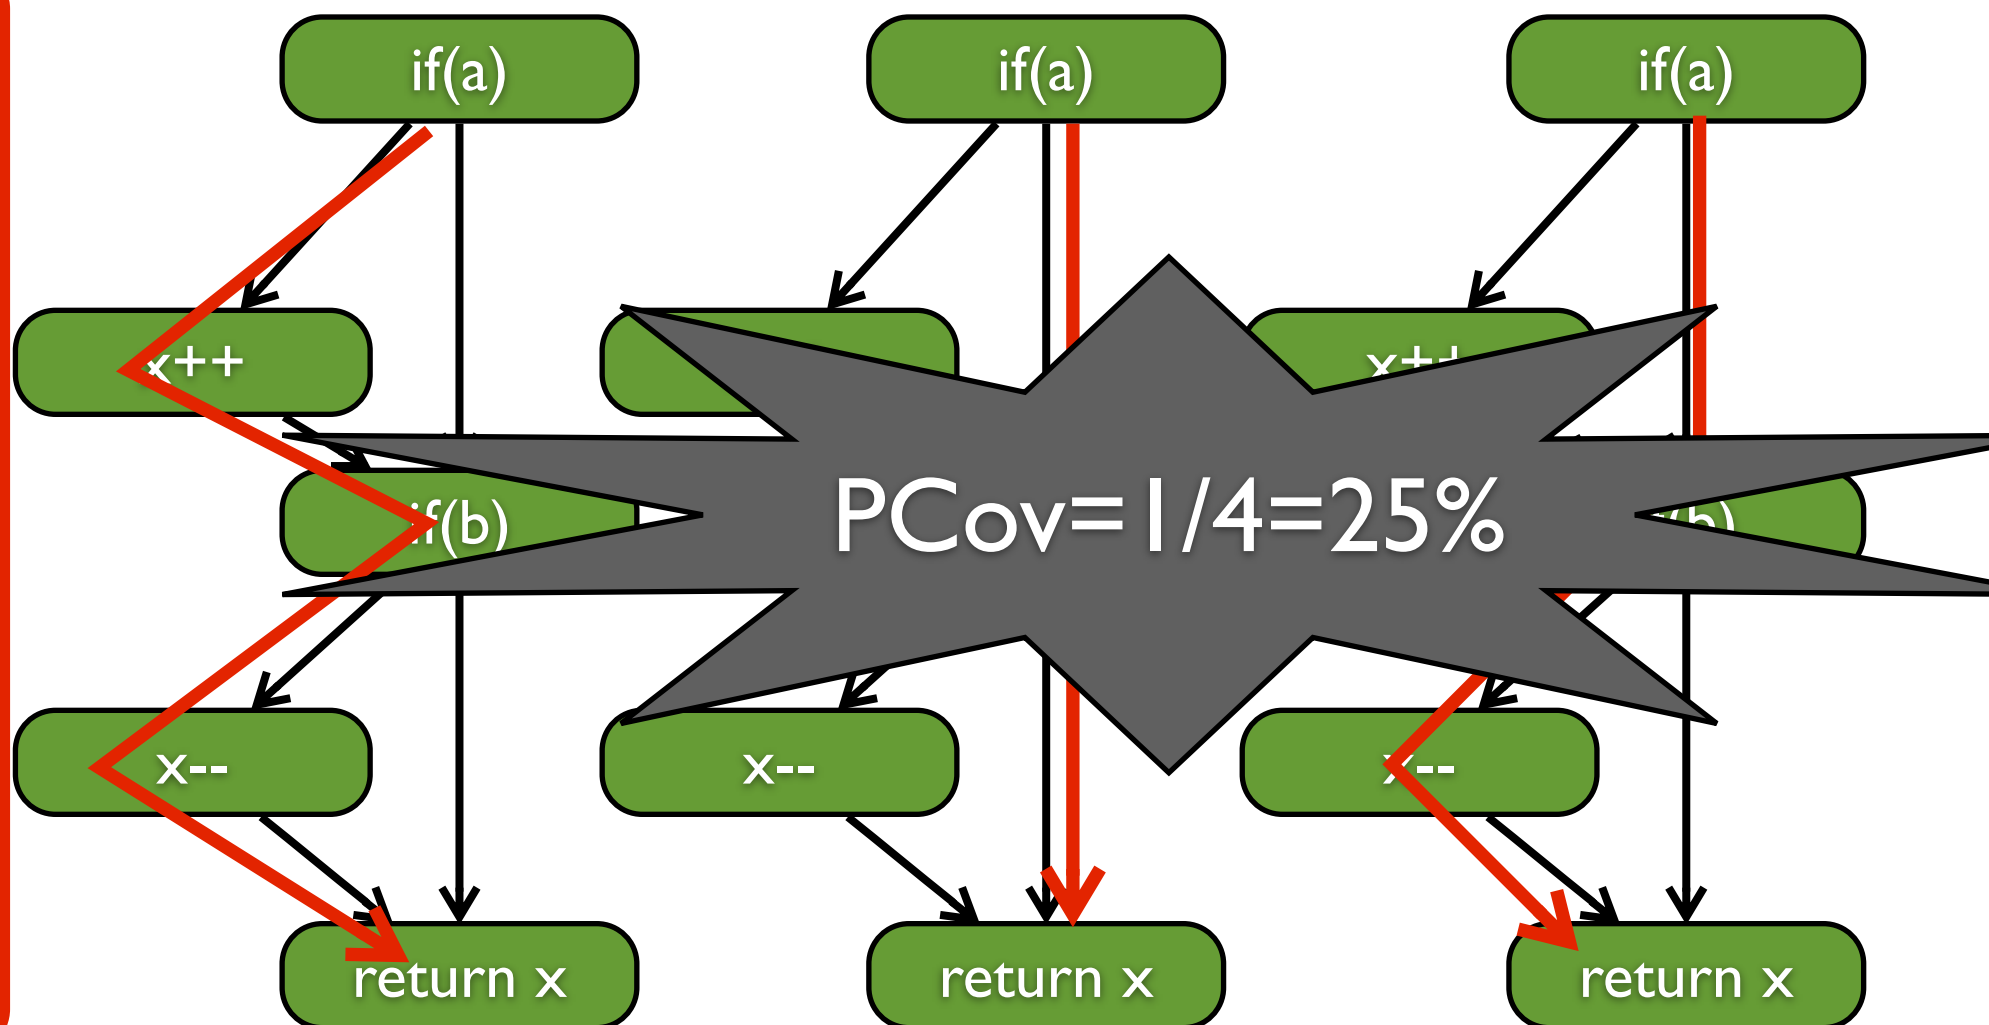 if(a)
if(a)
if(a)
x++
x++
if(b)
PCov=1/4=25%
(b)
x--
x--
x--
return x
return x
return x